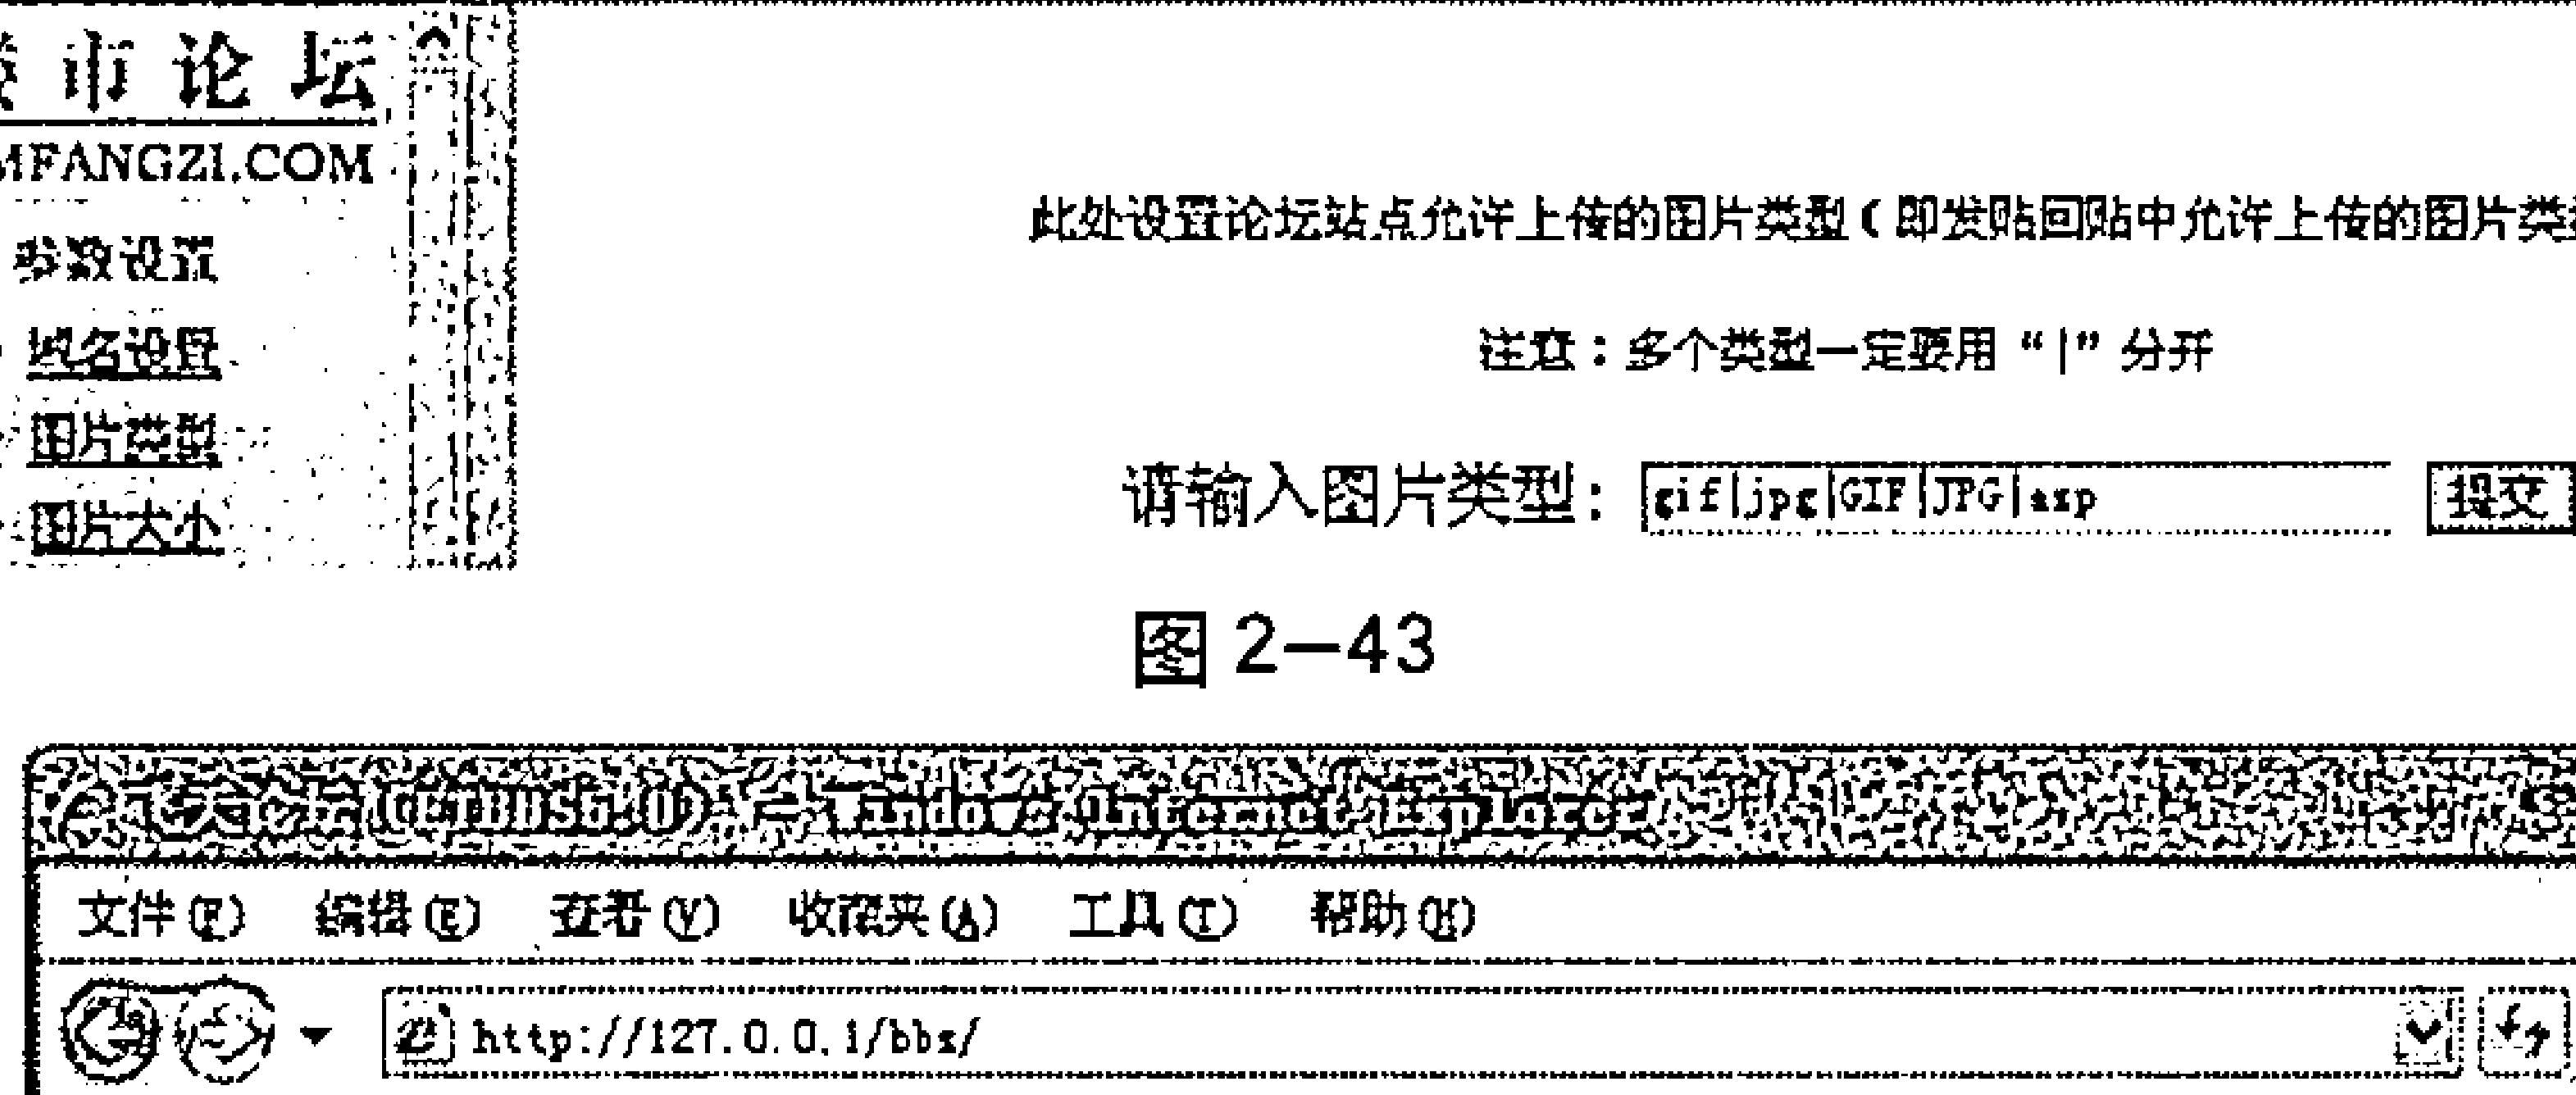 市论坛
MFANGZI.COM
参数设置
域名设置
图片类型
图片大小
此处设置论坛站点允许上传的图片类型(即发贴回贴中允许上传的图片类
注意:多个类型一定要用“|”分开
请输入图片类型: gif|jpg|GIF|JPG|asp 提交
图 2-43
Windows Internet Explorer
文件(F) 编辑(E) 查看(V) 收藏夹(A) 工具(T) 帮助(H)
http://127.0.0.1/bbs/